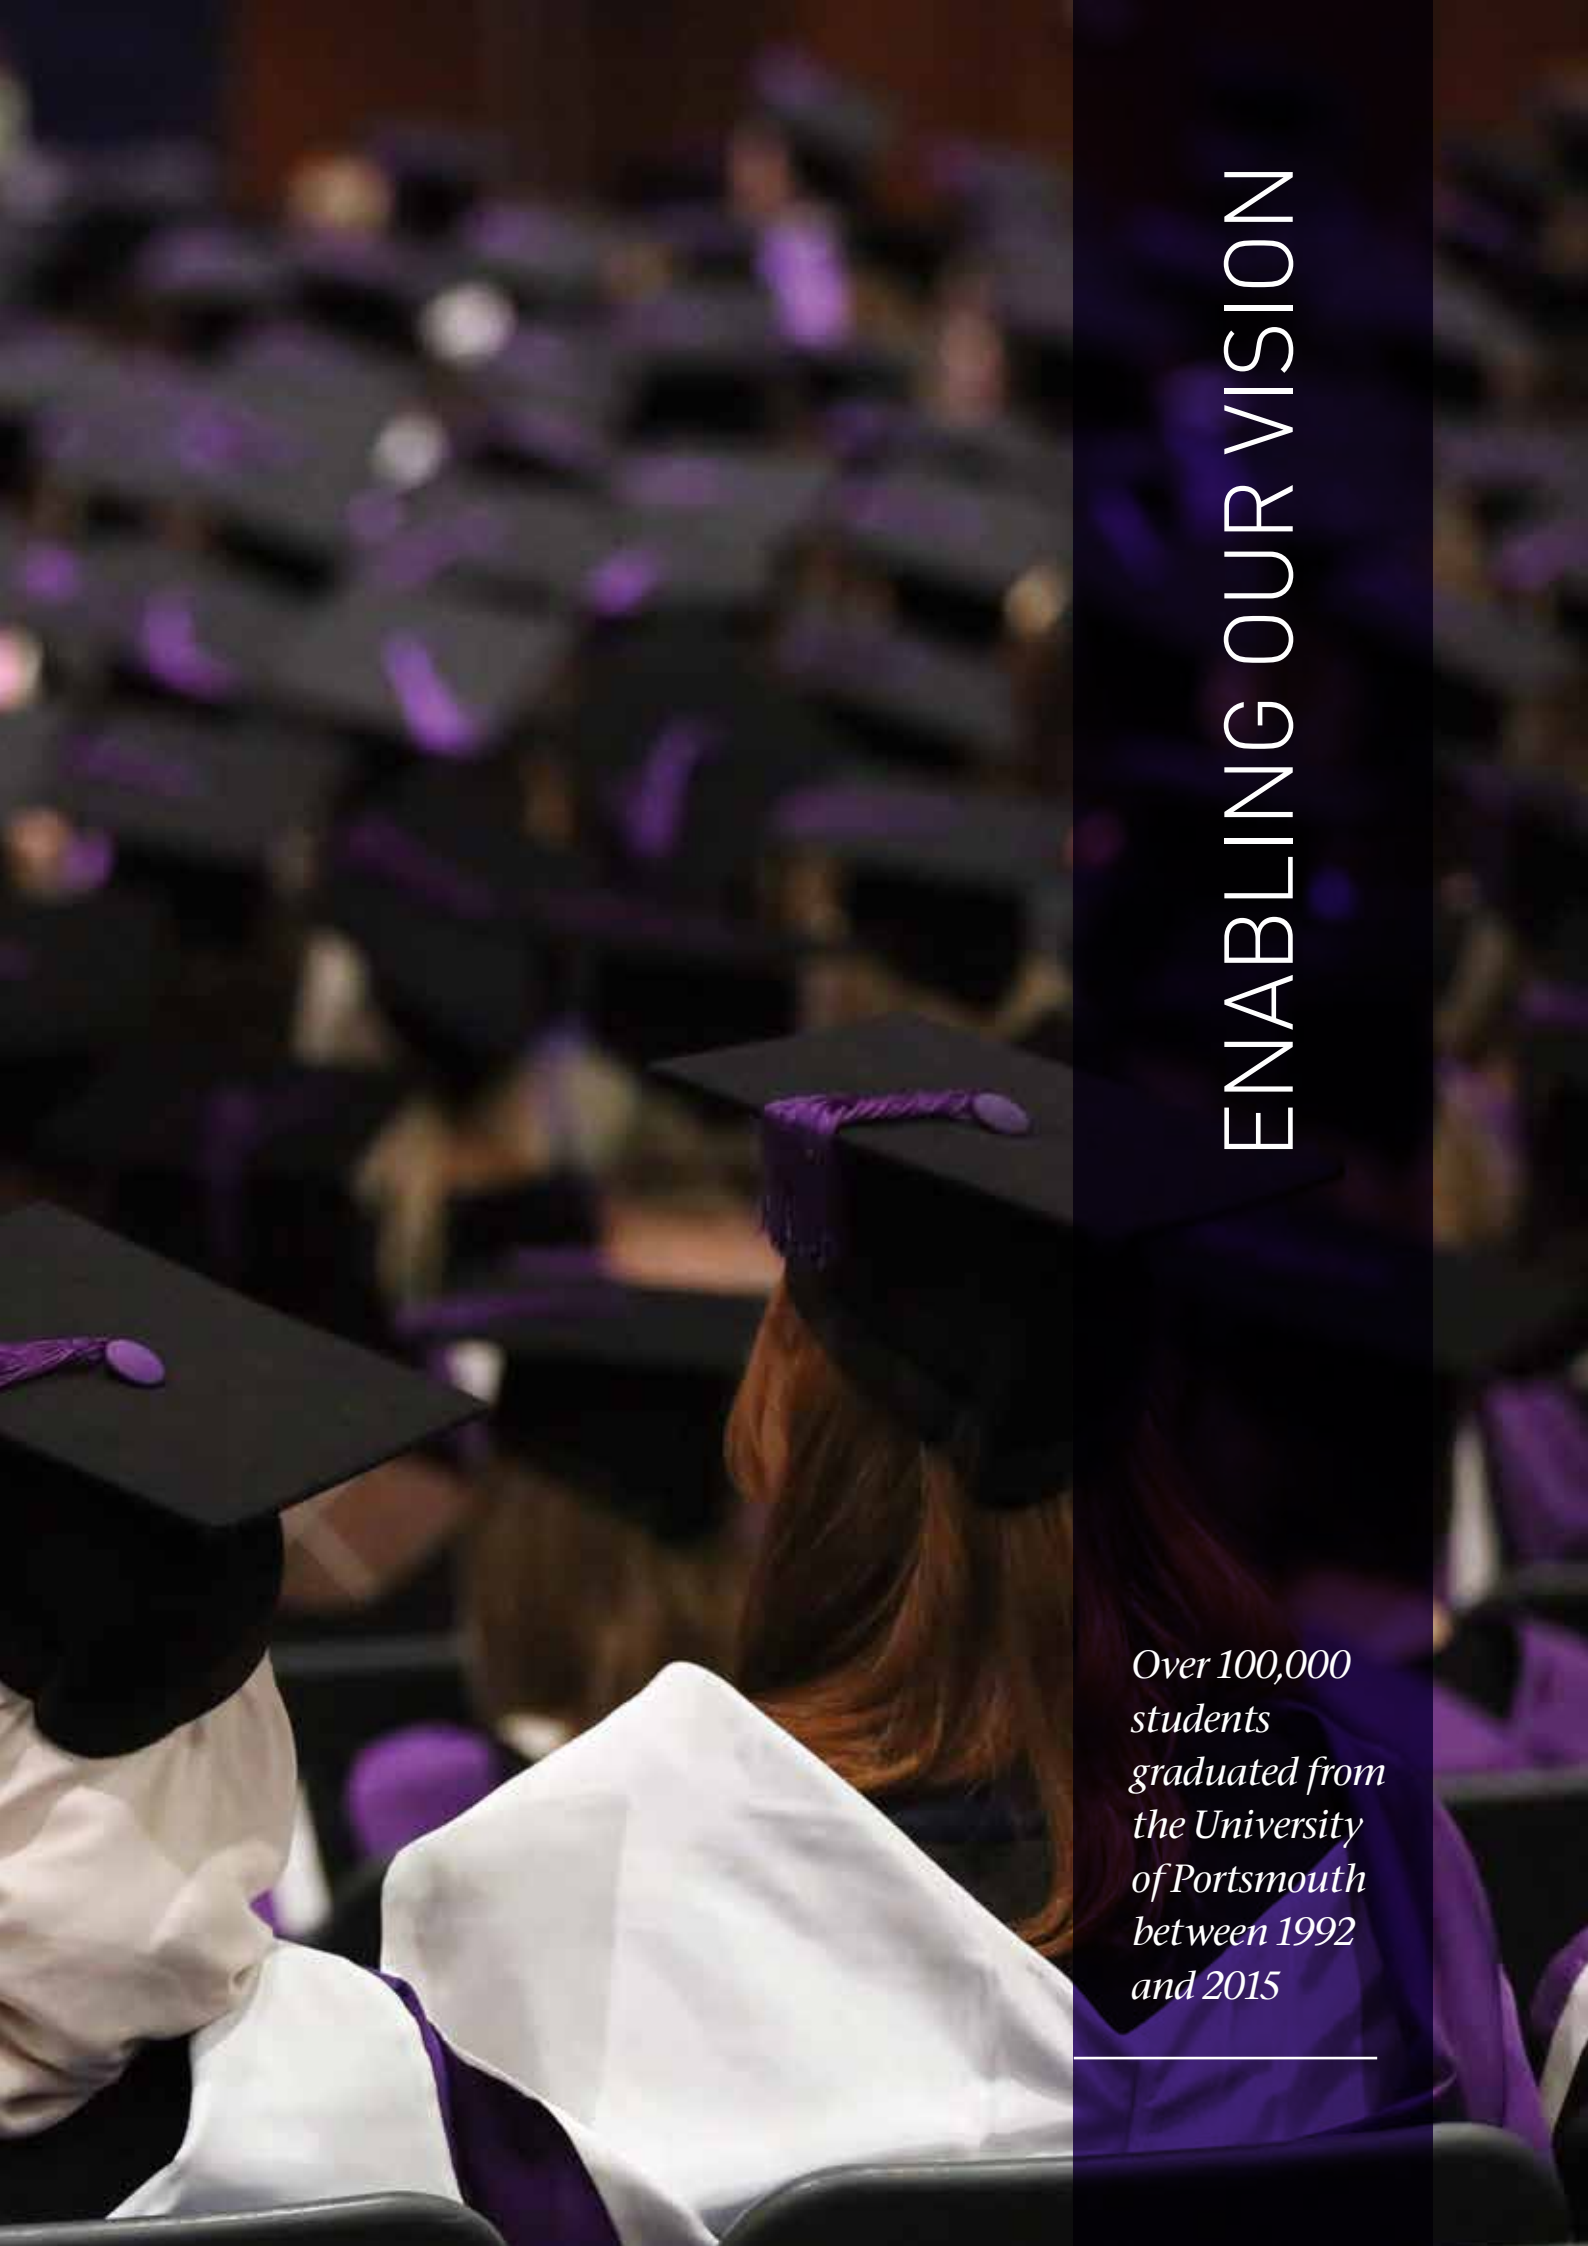 ENABLING OUR VISION
Over 100,000
students
graduated from
the University
of Portsmouth
between 1992
and 2015